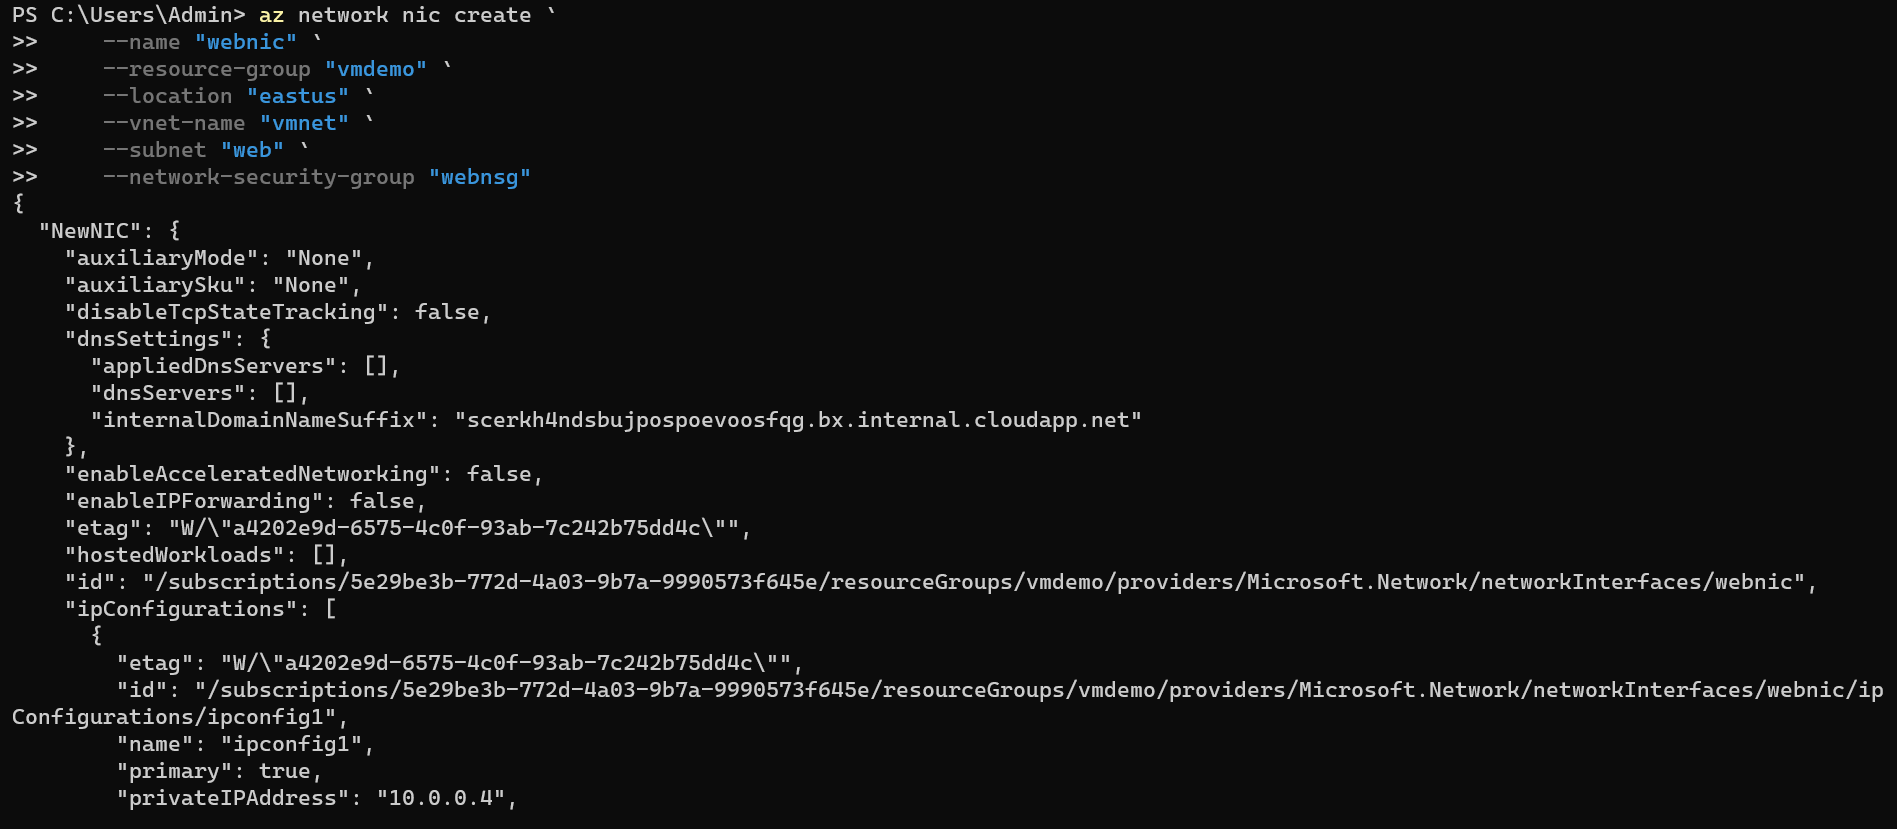 PS C:\Users\Admin> az network nic create `
>>     --name "webnic" `
>>     --resource-group "vmdemo" `
>>     --location "eastus" `
>>     --vnet-name "vmnet" `
>>     --subnet "web" `
>>     --network-security-group "webnsg"
{
  "NewNIC": {
    "auxiliaryMode": "None",
    "auxiliarySku": "None",
    "disableTcpStateTracking": false,
    "dnsSettings": {
      "appliedDnsServers": [],
      "dnsServers": [],
      "internalDomainNameSuffix": "scerkh4ndsbujpospoevoosfqg.bx.internal.cloudapp.net"
    },
    "enableAcceleratedNetworking": false,
    "enableIPForwarding": false,
    "etag": "W/\"a4202e9d-6575-4c0f-93ab-7c242b75dd4c\"",
    "hostedWorkloads": [],
    "id": "/subscriptions/5e29be3b-772d-4a03-9b7a-9990573f645e/resourceGroups/vmdemo/providers/Microsoft.Network/networkInterfaces/webnic",
    "ipConfigurations": [
      {
        "etag": "W/\"a4202e9d-6575-4c0f-93ab-7c242b75dd4c\"",
        "id": "/subscriptions/5e29be3b-772d-4a03-9b7a-9990573f645e/resourceGroups/vmdemo/providers/Microsoft.Network/networkInterfaces/webnic/ip
Configurations/ipconfig1",
        "name": "ipconfig1",
        "primary": true,
        "privateIPAddress": "10.0.0.4",